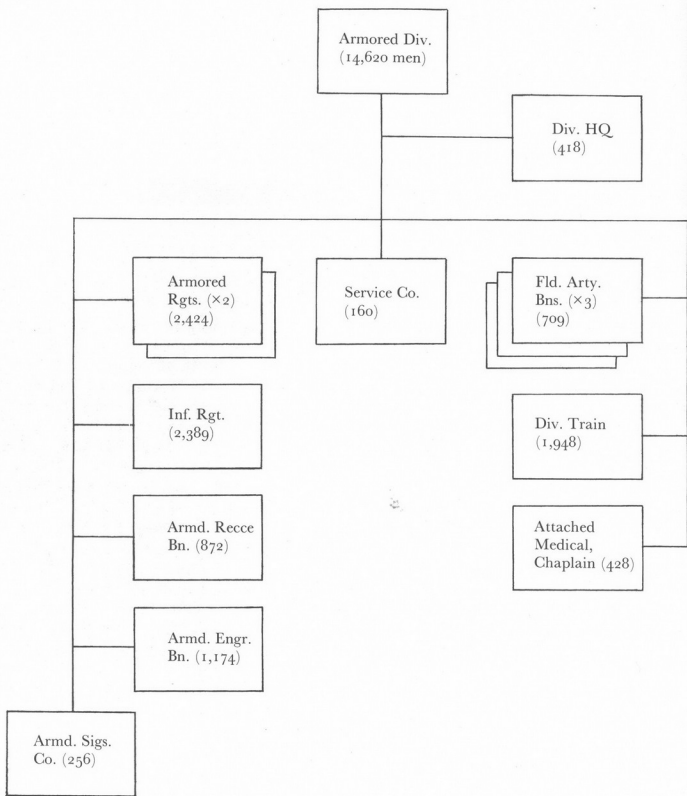 Armored Div.
(14,620 men)
Div. HQ
(418)
Armored
Rgts. (×2)
(2,424)
Service Co.
(160)
Fld. Arty.
Bns. (×3)
(709)
Inf. Rgt.
(2,389)
Div. Train
(1,948)
Armd. Recce
Bn. (872)
Attached
Medical,
Chaplain (428)
Armd. Engr.
Bn. (1,174)
Armd. Sigs.
Co. (256)